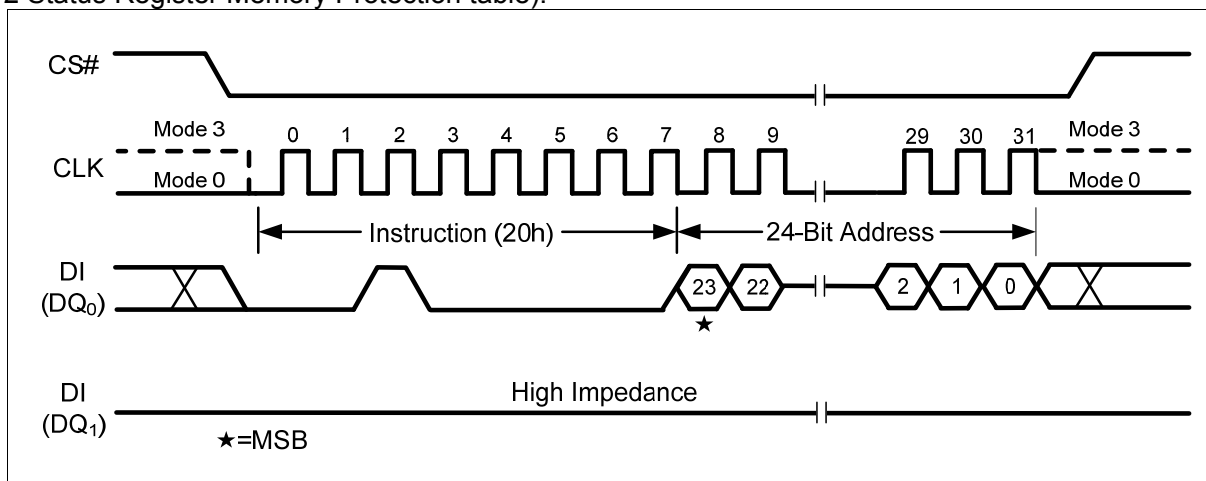 2 Status Register Memory Protection table).
CS#
Mode 3
0 1 2 3 4 5 6 7 8 9 29 30 31
Mode 3
CLK
Mode 0
Mode 0
Instruction (20h)
24-Bit Address
DI
(DQ0)
23 22 2 1 0
★
DI
(DQ1)
High Impedance
★=MSB